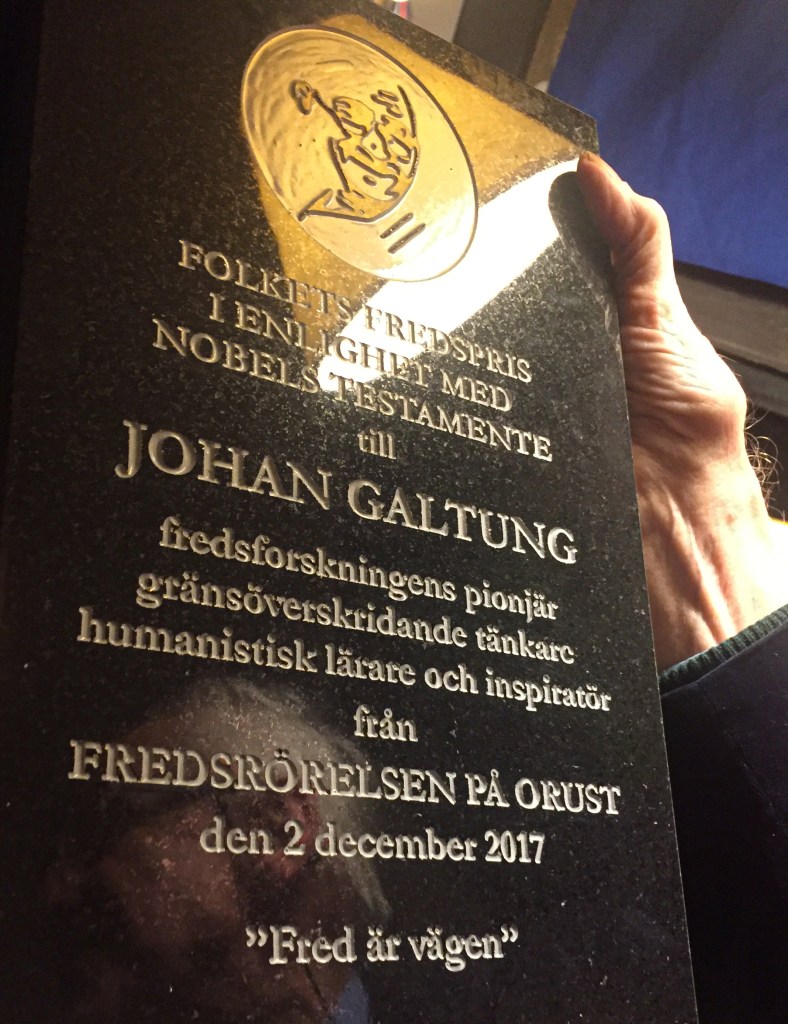 FOLKETS FREDSPRIS
I ENLIGHET MED
NOBELS TESTAMENTE
till
JOHAN GALTUNG
fredsforskningens pionjär
gränsöverskridande tänkare
humanistisk lärare och inspiratör
från
FREDSRÖRELSEN PÅ ORUST
den 2 december 2017
”Fred är vägen”